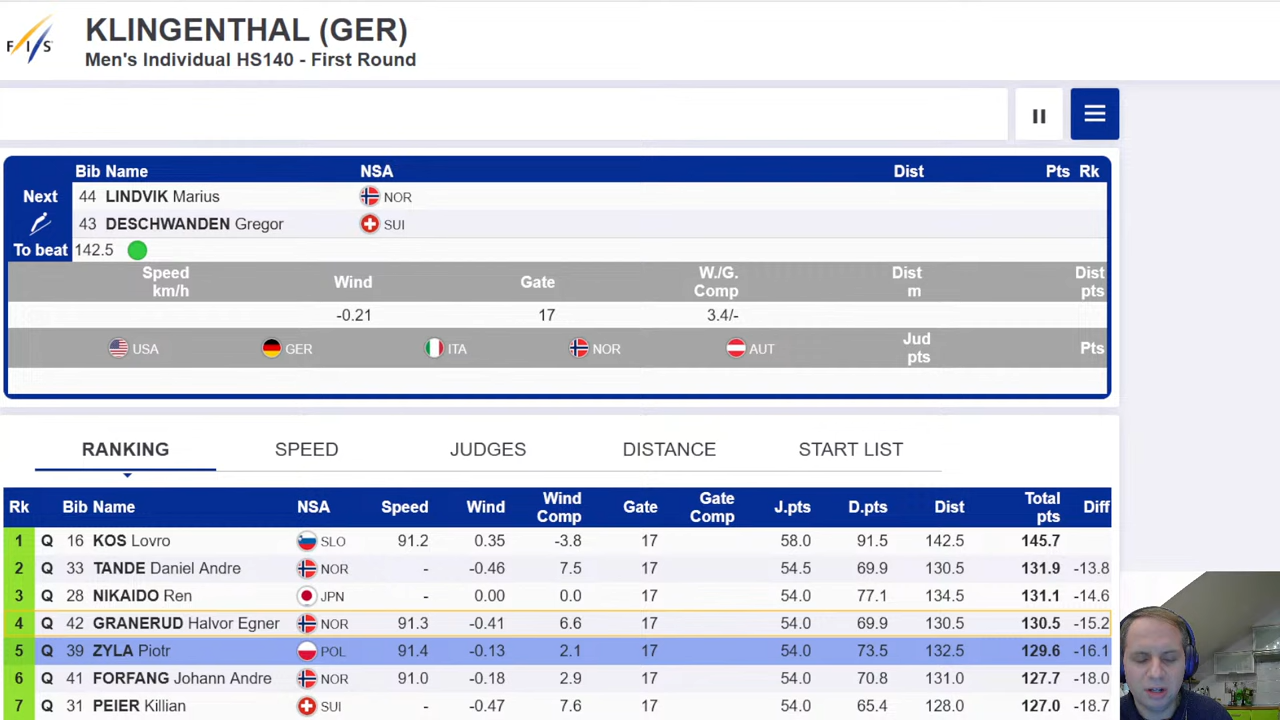 FIS
KLINGENTHAL (GER)
Men's Individual HS140 - First Round
Bib Name NSA Dist Pts Rk
Next 44 LINDVIK Marius NOR
43 DESCHWANDEN Gregor SUI
To beat 142.5
Speed km/h Wind Gate W./G. Comp Dist m Dist pts
-0.21 17 3.4/-
USA GER ITA NOR AUT Jud pts Pts
RANKING SPEED JUDGES DISTANCE START LIST
Rk Bib Name NSA Speed Wind Wind Comp Gate Gate Comp J.pts D.pts Dist Total pts Diff
1 Q 16 KOS Lovro SLO 91.2 0.35 -3.8 17 58.0 91.5 142.5 145.7
2 Q 33 TANDE Daniel Andre NOR - -0.46 7.5 17 54.5 69.9 130.5 131.9 -13.8
3 Q 28 NIKAIDO Ren JPN - 0.00 0.0 17 54.0 77.1 134.5 131.1 -14.6
4 Q 42 GRANERUD Halvor Egner NOR 91.3 -0.41 6.6 17 54.0 69.9 130.5 130.5 -15.2
5 Q 39 ZYLA Piotr POL 91.4 -0.13 2.1 17 54.0 73.5 132.5 129.6 -16.1
6 Q 41 FORFANG Johann Andre NOR 91.0 -0.18 2.9 17 54.0 70.8 131.0 127.7 -18.0
7 Q 31 PEIER Killian SUI - -0.47 7.6 17 54.0 65.4 128.0 127.0 -18.7